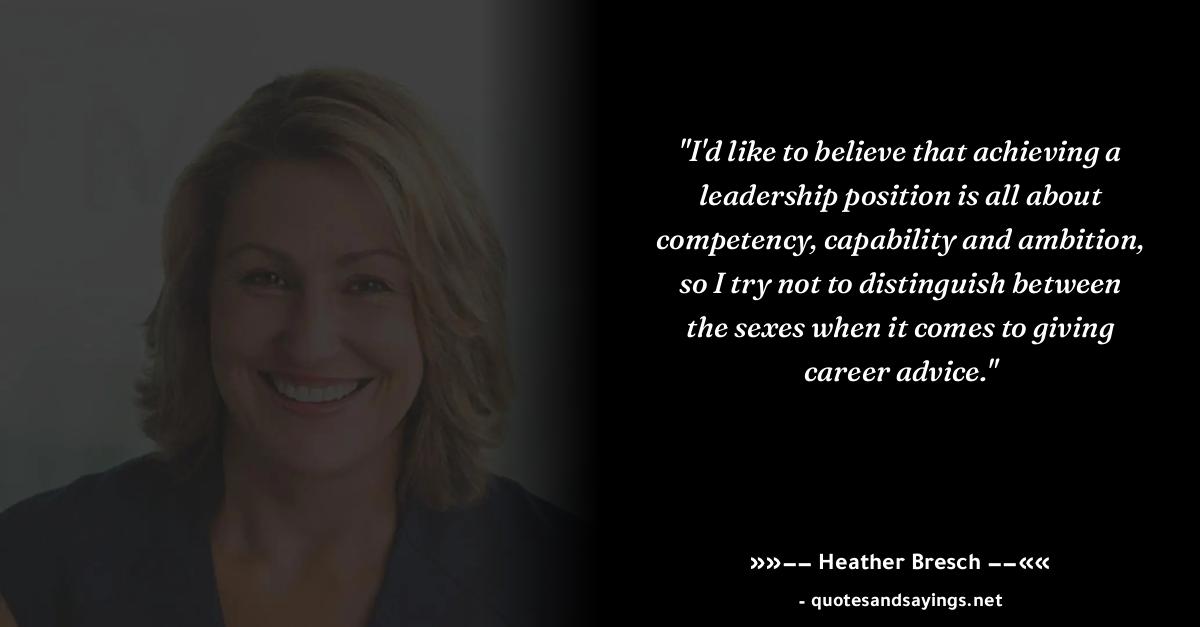 "I'd like to believe that achieving a
leadership position is all about
competency, capability and ambition,
so I try not to distinguish between
the sexes when it comes to giving
career advice."
»»−− Heather Bresch −−««
- quotesandsayings.net